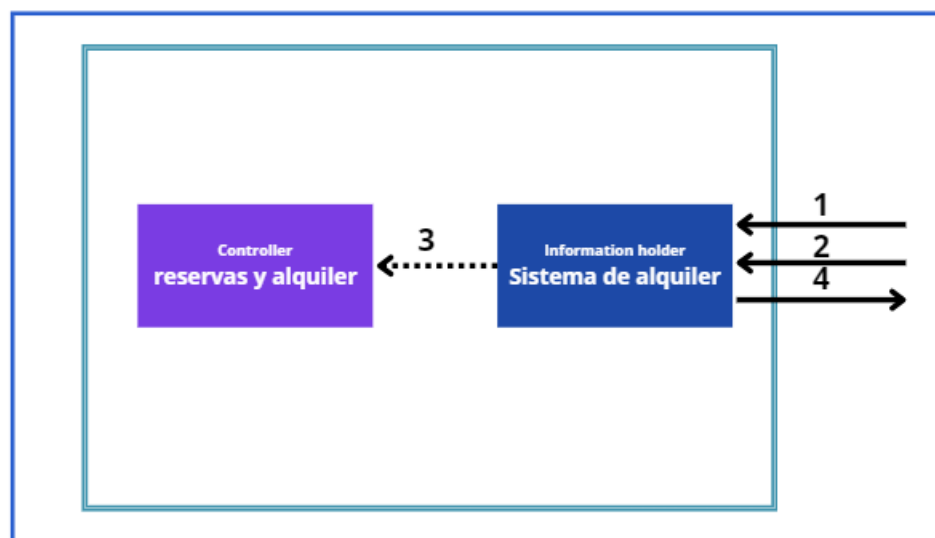 1
Controller
reservas y alquiler
3
Information holder
Sistema de alquiler
2
4